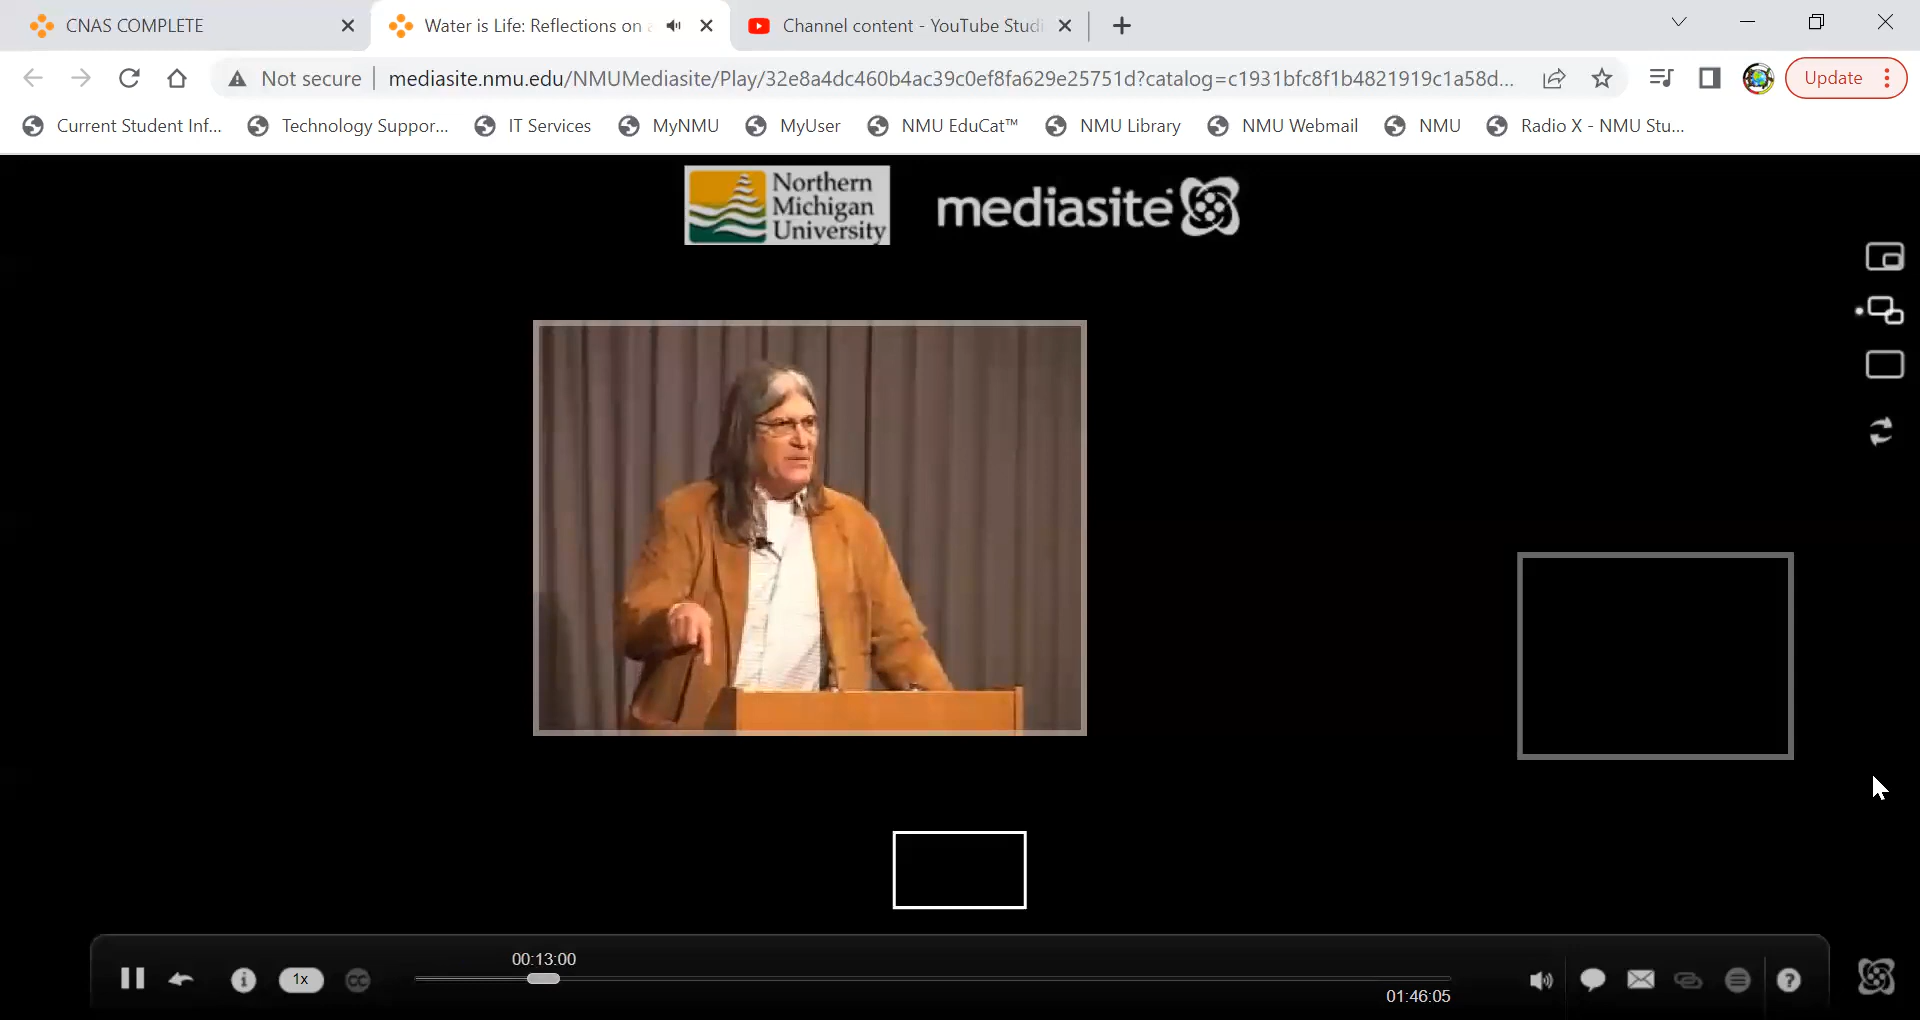 CNAS COMPLETE
Water is Life: Reflections on
Channel content - YouTube Studi
Not secure
mediasite.nmu.edu/NMUMediasite/Play/32e8a4dc460b4ac39c0ef8fa629e25751d?catalog=c1931bfc8f1b4821919c1a58d...
Update
Current Student Inf...
Technology Suppor...
IT Services
MyNMU
MyUser
NMU EduCat™
NMU Library
NMU Webmail
NMU
Radio X - NMU Stu...
Northern
Michigan
University
mediasite
00:13:00
1x
CC
01:46:05